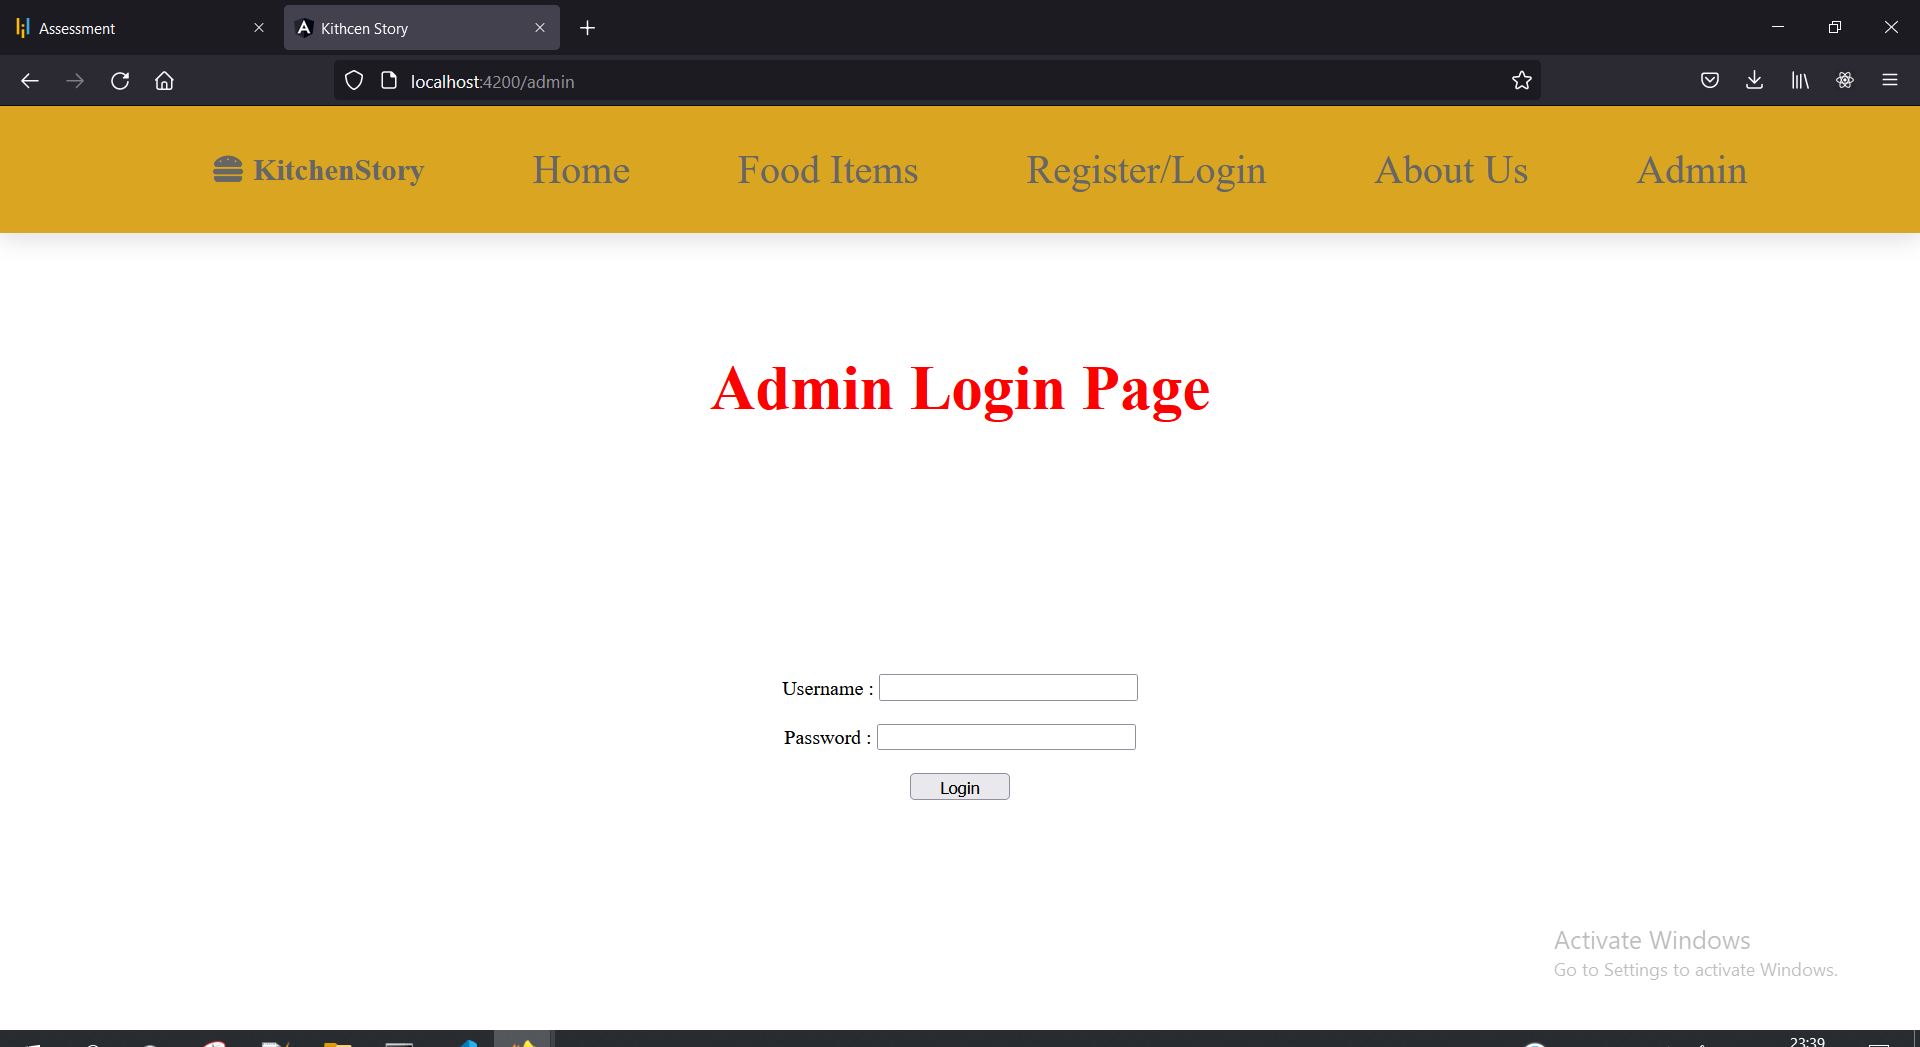 Assessment
Kithcen Story
localhost:4200/admin
KitchenStory Home Food Items Register/Login About Us Admin
Admin Login Page
Username :
Password :
Login
Activate Windows
Go to Settings to activate Windows.
23:39